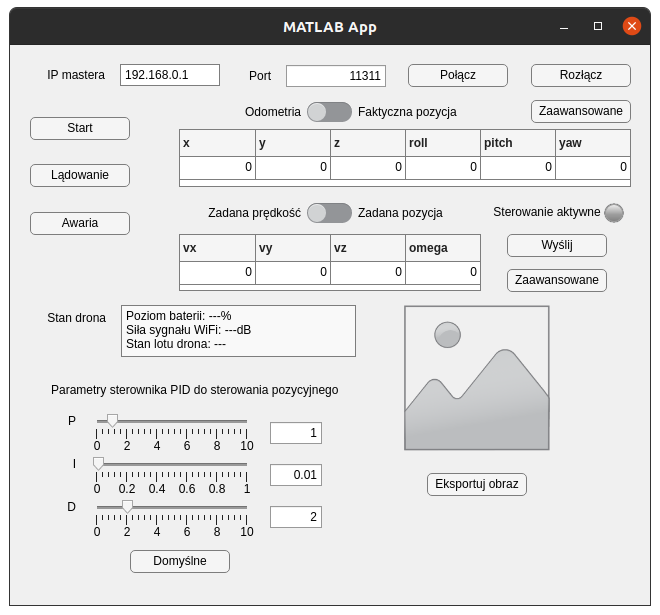 MATLAB App
IP mastera 192.168.0.1 Port 11311 Połącz Rozłącz
Odometria Faktyczna pozycja Zaawansowane
Start
x y z roll pitch yaw
0 0 0 0 0 0
Lądowanie
Awaria
Zadana prędkość Zadana pozycja Sterowanie aktywne
vx vy vz omega
0 0 0 0
Wyślij
Zaawansowane
Stan drona
Poziom baterii: ---%
Siła sygnału WiFi: ---dB
Stan lotu drona: ---
Parametry sterownika PID do sterowania pozycyjnego
P
0 2 4 6 8 10
1
I
0 0.2 0.4 0.6 0.8 1
0.01
D
0 2 4 6 8 10
2
Domyślne
Eksportuj obraz